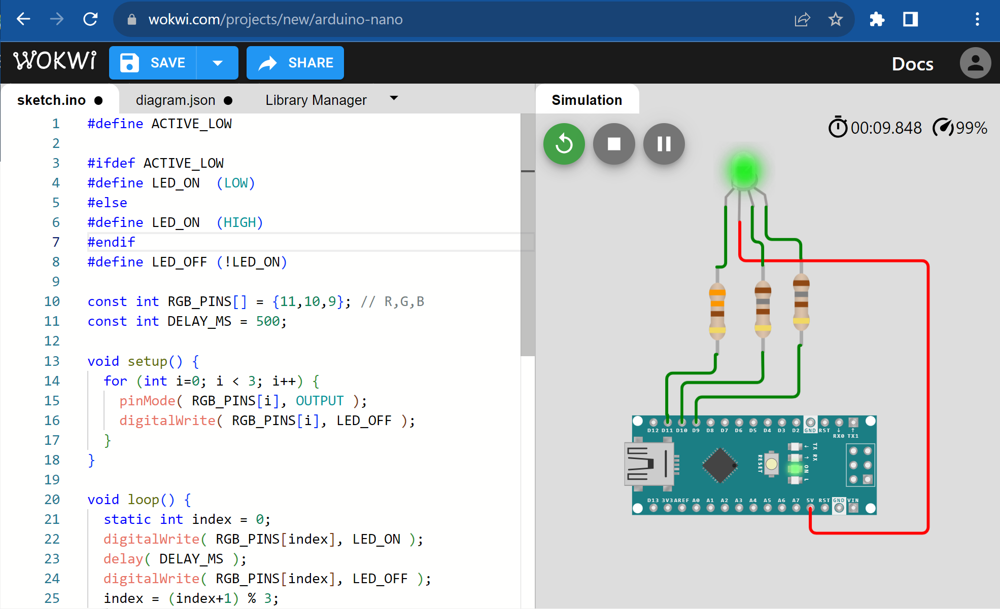 wokwi.com/projects/new/arduino-nano
WOKWi
SAVE
SHARE
Docs
sketch.ino
diagram.json
Library Manager
Simulation
00:09.848
99%
1 #define ACTIVE_LOW
2
3 #ifdef ACTIVE_LOW
4 #define LED_ON  (LOW)
5 #else
6 #define LED_ON  (HIGH)
7 #endif
8 #define LED_OFF (!LED_ON)
9
10 const int RGB_PINS[] = {11,10,9}; // R,G,B
11 const int DELAY_MS = 500;
12
13 void setup() {
14   for (int i=0; i < 3; i++) {
15     pinMode( RGB_PINS[i], OUTPUT );
16     digitalWrite( RGB_PINS[i], LED_OFF );
17   }
18 }
19
20 void loop() {
21   static int index = 0;
22   digitalWrite( RGB_PINS[index], LED_ON );
23   delay( DELAY_MS );
24   digitalWrite( RGB_PINS[index], LED_OFF );
25   index = (index+1) % 3;
D12 D11 D10 D9 D8 D7 D6 D5 D4 D3 D2 GND RST ↓ ↑
RX0 TX1
RESET
TX
RX
ON
L
D13 3V3 AREF A0 A1 A2 A3 A4 A5 A6 A7 5V RST GND VIN